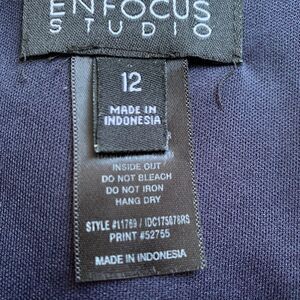 ENFOCUS
STUDIO
12
MADE IN
INDONESIA
INSIDE OUT
DO NOT BLEACH
DO NOT IRON
HANG DRY
STYLE #11769 / IDC175678RS
PRINT #52755
MADE IN INDONESIA